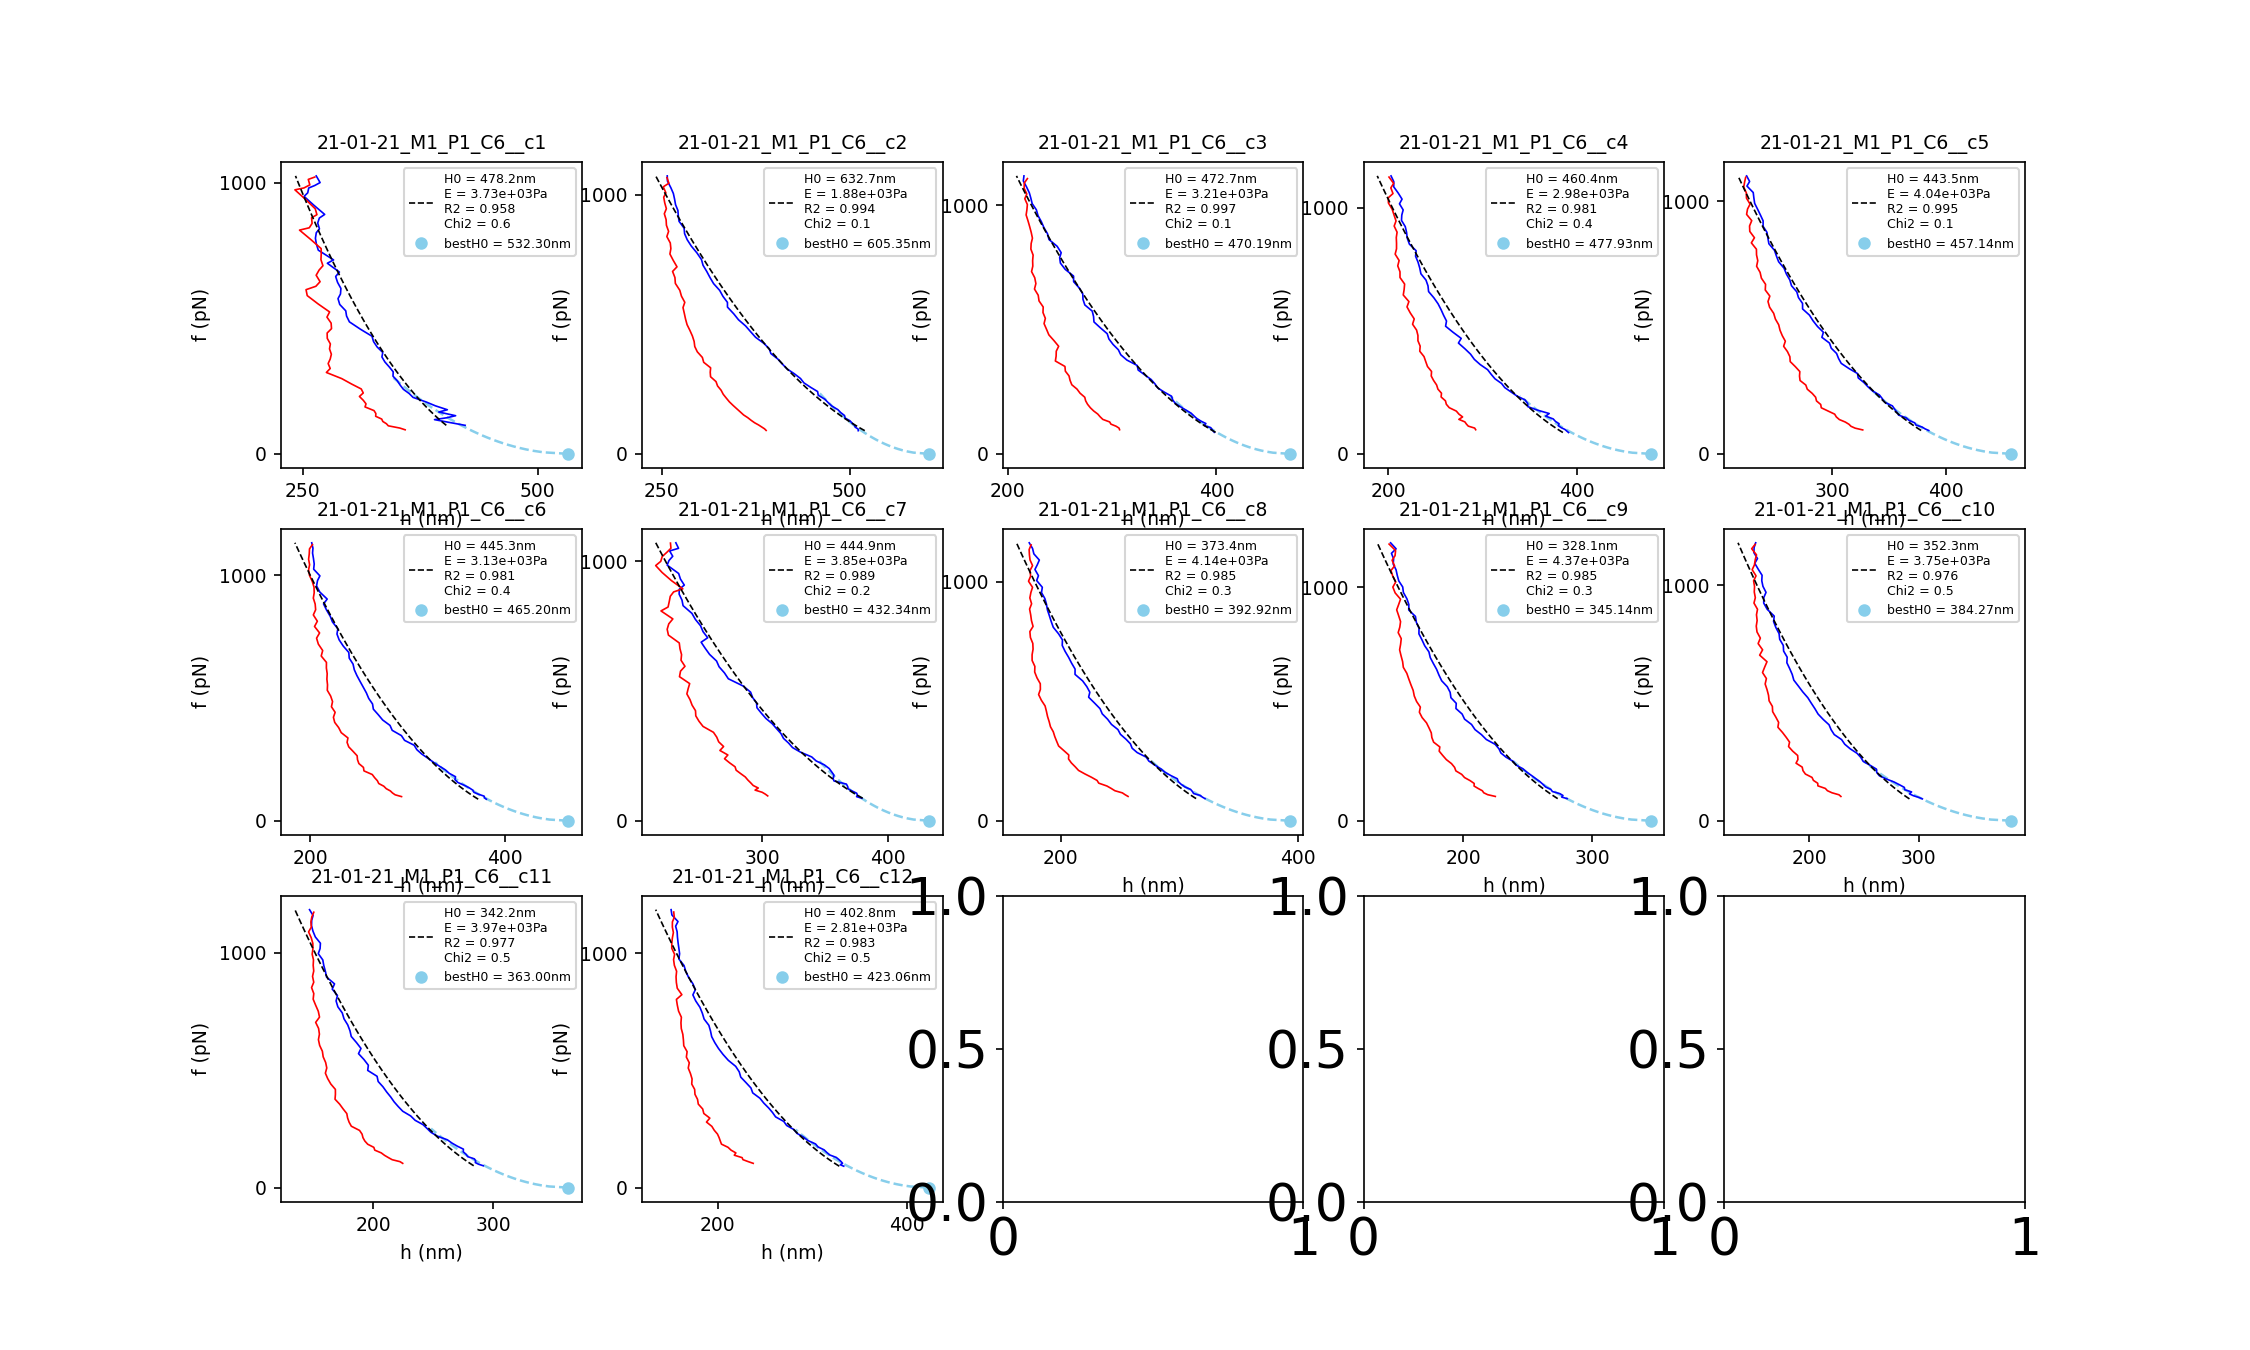 21-01-21_M1_P1_C6__c1
H0 = 478.2nm
E = 3.73e+03Pa
R2 = 0.958
Chi2 = 0.6
bestH0 = 532.30nm
1000
0
f (pN)
250 500
h (nm)
21-01-21_M1_P1_C6__c2
H0 = 632.7nm
E = 1.88e+03Pa
R2 = 0.994
Chi2 = 0.1
bestH0 = 605.35nm
1000
0
f (pN)
250 500
h (nm)
21-01-21_M1_P1_C6__c3
H0 = 472.7nm
E = 3.21e+03Pa
R2 = 0.997
Chi2 = 0.1
bestH0 = 470.19nm
1000
0
f (pN)
200 400
h (nm)
21-01-21_M1_P1_C6__c4
H0 = 460.4nm
E = 2.98e+03Pa
R2 = 0.981
Chi2 = 0.4
bestH0 = 477.93nm
1000
0
f (pN)
200 400
h (nm)
21-01-21_M1_P1_C6__c5
H0 = 443.5nm
E = 4.04e+03Pa
R2 = 0.995
Chi2 = 0.1
bestH0 = 457.14nm
1000
0
f (pN)
300 400
h (nm)
21-01-21_M1_P1_C6__c6
H0 = 445.3nm
E = 3.13e+03Pa
R2 = 0.981
Chi2 = 0.4
bestH0 = 465.20nm
1000
0
f (pN)
200 400
h (nm)
21-01-21_M1_P1_C6__c7
H0 = 444.9nm
E = 3.85e+03Pa
R2 = 0.989
Chi2 = 0.2
bestH0 = 432.34nm
1000
0
f (pN)
300 400
h (nm)
21-01-21_M1_P1_C6__c8
H0 = 373.4nm
E = 4.14e+03Pa
R2 = 0.985
Chi2 = 0.3
bestH0 = 392.92nm
1000
0
f (pN)
200 400
h (nm)
21-01-21_M1_P1_C6__c9
H0 = 328.1nm
E = 4.37e+03Pa
R2 = 0.985
Chi2 = 0.3
bestH0 = 345.14nm
1000
0
f (pN)
200 300
h (nm)
21-01-21_M1_P1_C6__c10
H0 = 352.3nm
E = 3.75e+03Pa
R2 = 0.976
Chi2 = 0.5
bestH0 = 384.27nm
1000
0
f (pN)
200 300
h (nm)
21-01-21_M1_P1_C6__c11
H0 = 342.2nm
E = 3.97e+03Pa
R2 = 0.977
Chi2 = 0.5
bestH0 = 363.00nm
1000
0
f (pN)
200 300
h (nm)
21-01-21_M1_P1_C6__c12
H0 = 402.8nm
E = 2.81e+03Pa
R2 = 0.983
Chi2 = 0.5
bestH0 = 423.06nm
1000
0
f (pN)
200 400
h (nm)
1.0
0.5
0.0
0 1
1.0
0.5
0.0
0 1
1.0
0.5
0.0
0 1